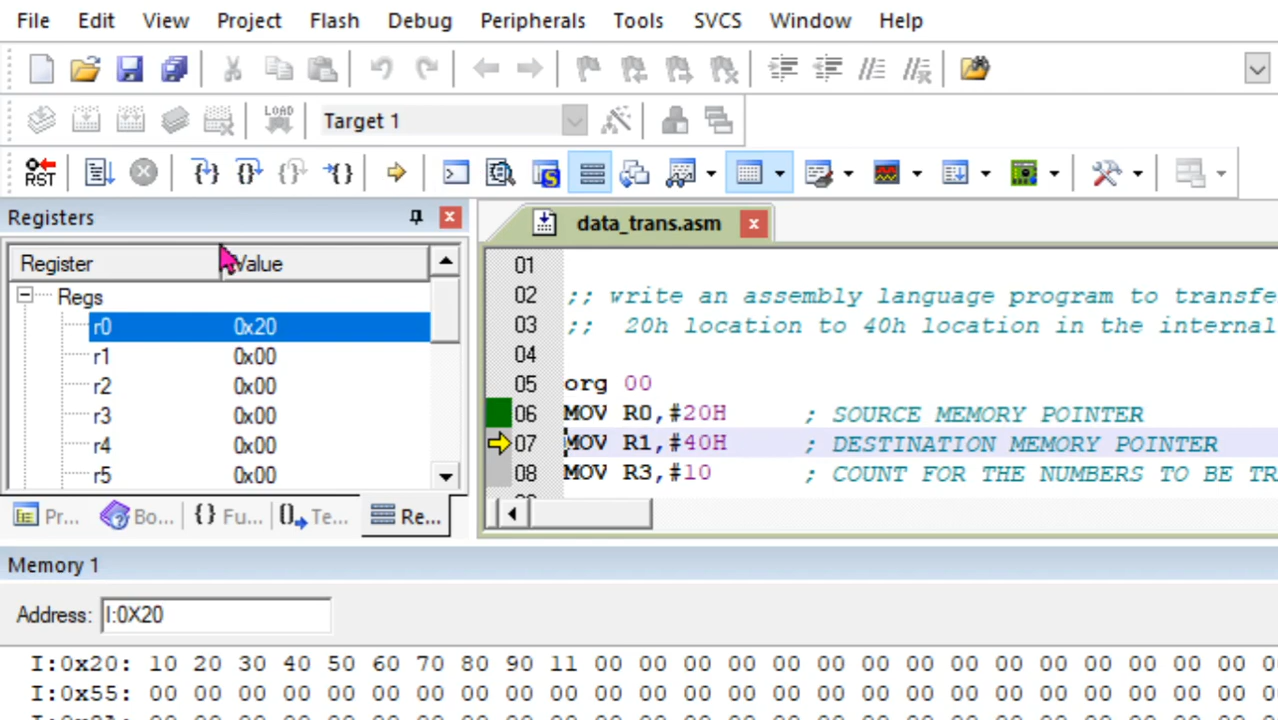 File Edit View Project Flash Debug Peripherals Tools SVCS Window Help
LOAD Target 1
RST
Registers
Register Value
Regs
r0 0x20
r1 0x00
r2 0x00
r3 0x00
r4 0x00
r5 0x00
Pr... Bo... {} Fu... Te... Re...
data_trans.asm
01
02 ;; write an assembly language program to transfe
03 ;; 20h location to 40h location in the internal
04
05 org 00
06 MOV R0,#20H ; SOURCE MEMORY POINTER
07 MOV R1,#40H ; DESTINATION MEMORY POINTER
08 MOV R3,#10 ; COUNT FOR THE NUMBERS TO BE TR
Memory 1
Address: I:0X20
I:0x20: 10 20 30 40 50 60 70 80 90 11 00 00 00 00 00 00 00 00 00 00 00 00 00 00 0
I:0x55: 00 00 00 00 00 00 00 00 00 00 00 00 00 00 00 00 00 00 00 00 00 00 00 00 0